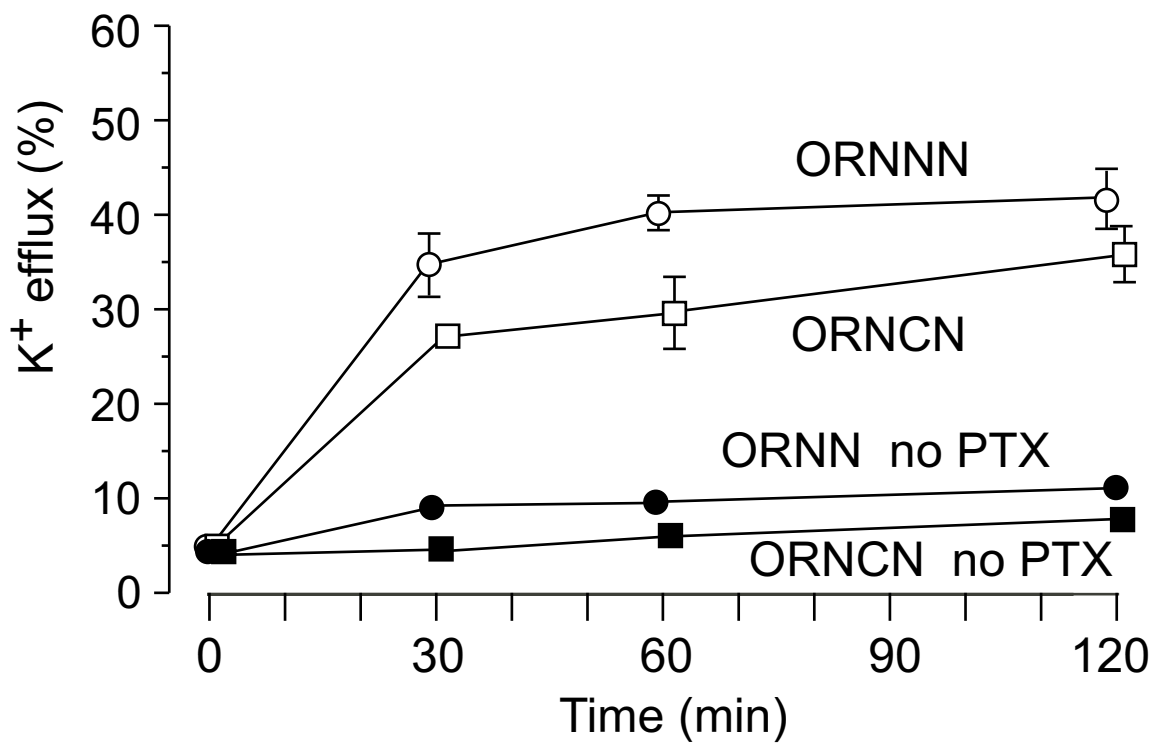 60
50
40
30
20
10
0
K+ efflux (%)
ORNNN
ORNCN
ORNN no PTX
ORNCN no PTX
0 30 60 90 120
Time (min)